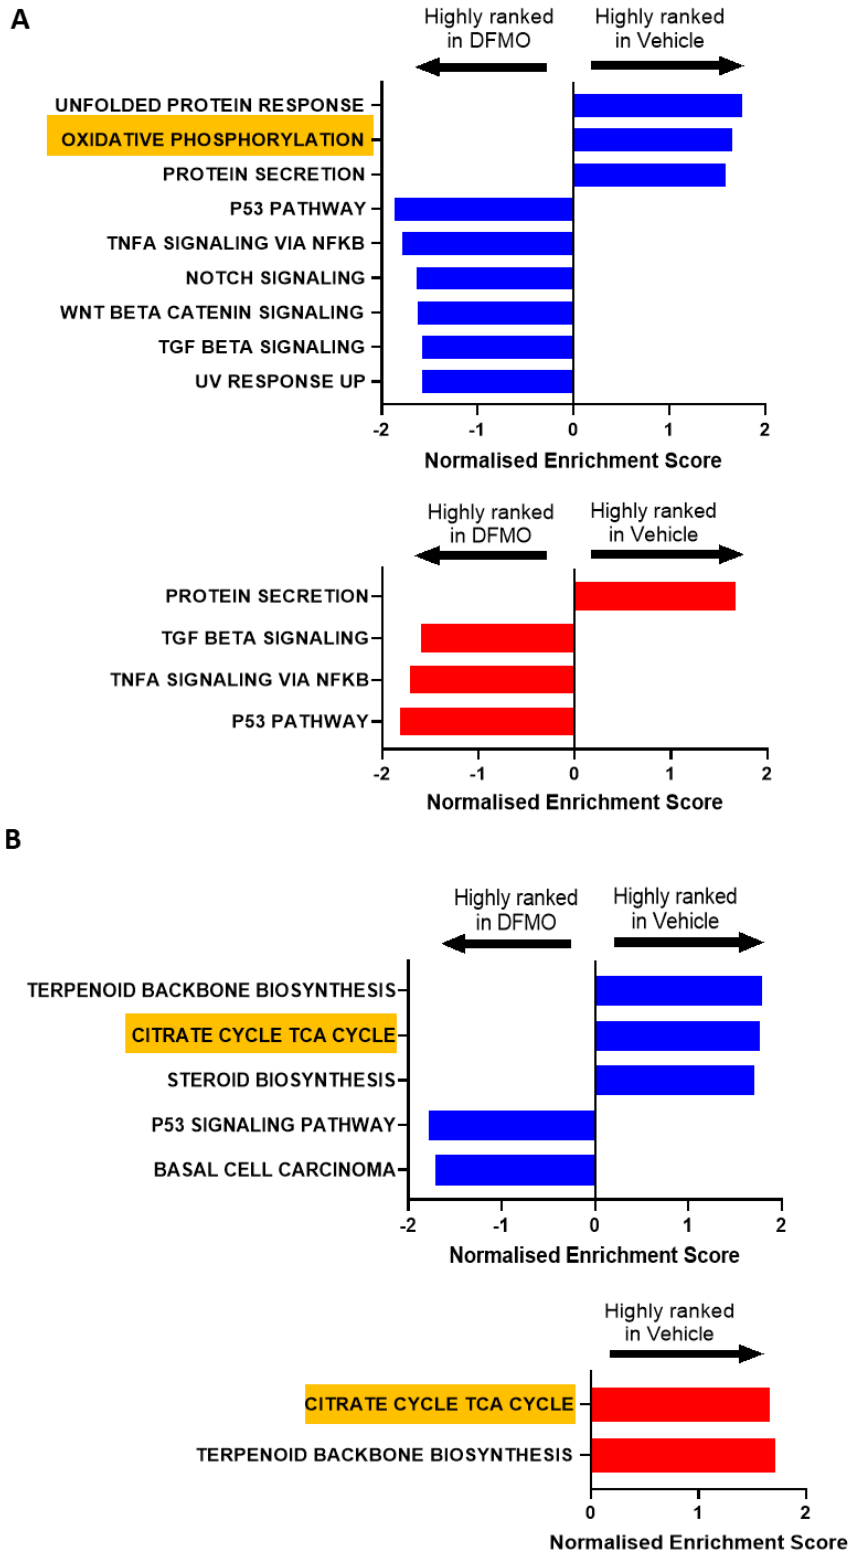 A
Highly ranked
in DFMO
Highly ranked
in Vehicle
UNFOLDED PROTEIN RESPONSE
OXIDATIVE PHOSPHORYLATION
PROTEIN SECRETION
P53 PATHWAY
TNFA SIGNALING VIA NFKB
NOTCH SIGNALING
WNT BETA CATENIN SIGNALING
TGF BETA SIGNALING
UV RESPONSE UP
-2 -1 0 1 2
Normalised Enrichment Score
Highly ranked
in DFMO
Highly ranked
in Vehicle
PROTEIN SECRETION
TGF BETA SIGNALING
TNFA SIGNALING VIA NFKB
P53 PATHWAY
-2 -1 0 1 2
Normalised Enrichment Score
B
Highly ranked
in DFMO
Highly ranked
in Vehicle
TERPENOID BACKBONE BIOSYNTHESIS
CITRATE CYCLE TCA CYCLE
STEROID BIOSYNTHESIS
P53 SIGNALING PATHWAY
BASAL CELL CARCINOMA
-2 -1 0 1 2
Normalised Enrichment Score
Highly ranked
in Vehicle
CITRATE CYCLE TCA CYCLE
TERPENOID BACKBONE BIOSYNTHESIS
0 1 2
Normalised Enrichment Score